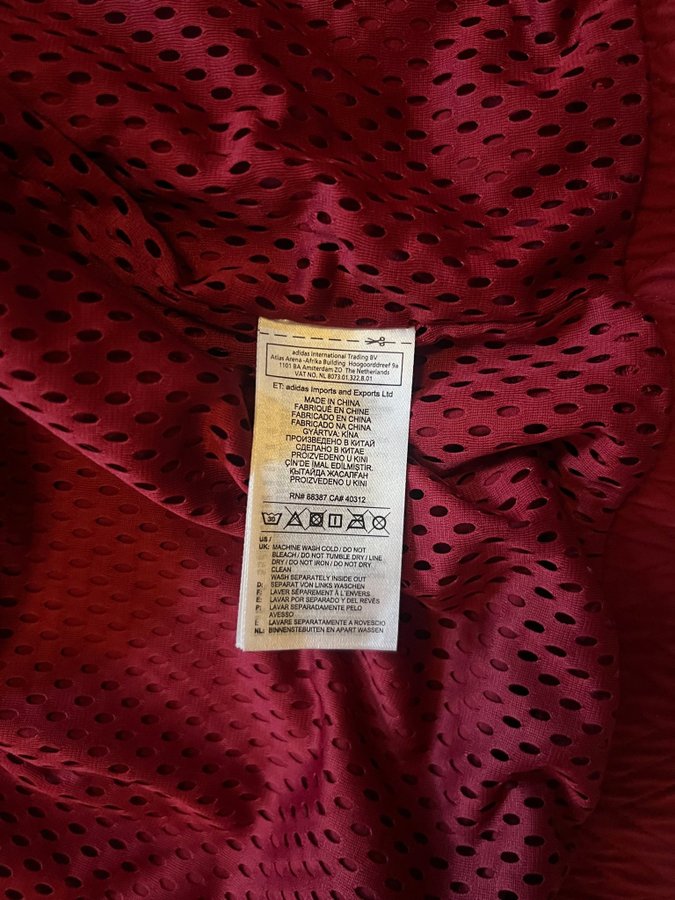 adidas International Trading BV
Atlas Arena -Afrika Building Hoogoorddreef 9a
1101 BA Amsterdam ZO The Netherlands
VAT NO. NL 8073.01.322.B.01
ET: adidas Imports and Exports Ltd
MADE IN CHINA
FABRIQUÉ EN CHINE
FABRICADO EN CHINA
FABRICADO NA CHINA
GYÁRTVA: KÍNA
ПРОИЗВЕДЕНО В КИТАЙ
СДЕЛАНО В КИТАЕ
PROIZVEDENO U KINI
ÇİN'DE İMAL EDİLMİŞTİR.
ҚЫТАЙДА ЖАСАЛҒАН
PROIZVEDENO U KINI
RN# 88387 CA# 40312
30
US /
UK: MACHINE WASH COLD / DO NOT
BLEACH / DO NOT TUMBLE DRY / LINE
DRY / DO NOT IRON / DO NOT DRY
CLEAN
WASH SEPARATELY INSIDE OUT
D: SEPARAT VON LINKS WASCHEN
F: LAVER SÉPAREMENT À L'ENVERS
E: LAVAR POR SEPARADO Y DEL REVÉS
P: LAVAR SEPARADAMENTE PELO
AVESSO
I: LAVARE SEPARATAMENTE A ROVESCIO
NL: BINNENSTEBUITEN EN APART WASSEN